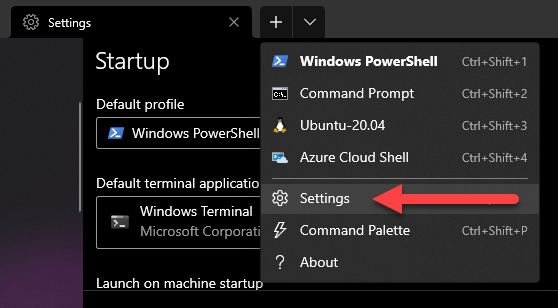 Settings
Startup
Default profile
Windows PowerShell
Default terminal applicatio
Windows Terminal
Microsoft Corporati
Launch on machine startup
Windows PowerShell Ctrl+Shift+1
Command Prompt Ctrl+Shift+2
Ubuntu-20.04 Ctrl+Shift+3
Azure Cloud Shell Ctrl+Shift+4
Settings
Command Palette Ctrl+Shift+P
About